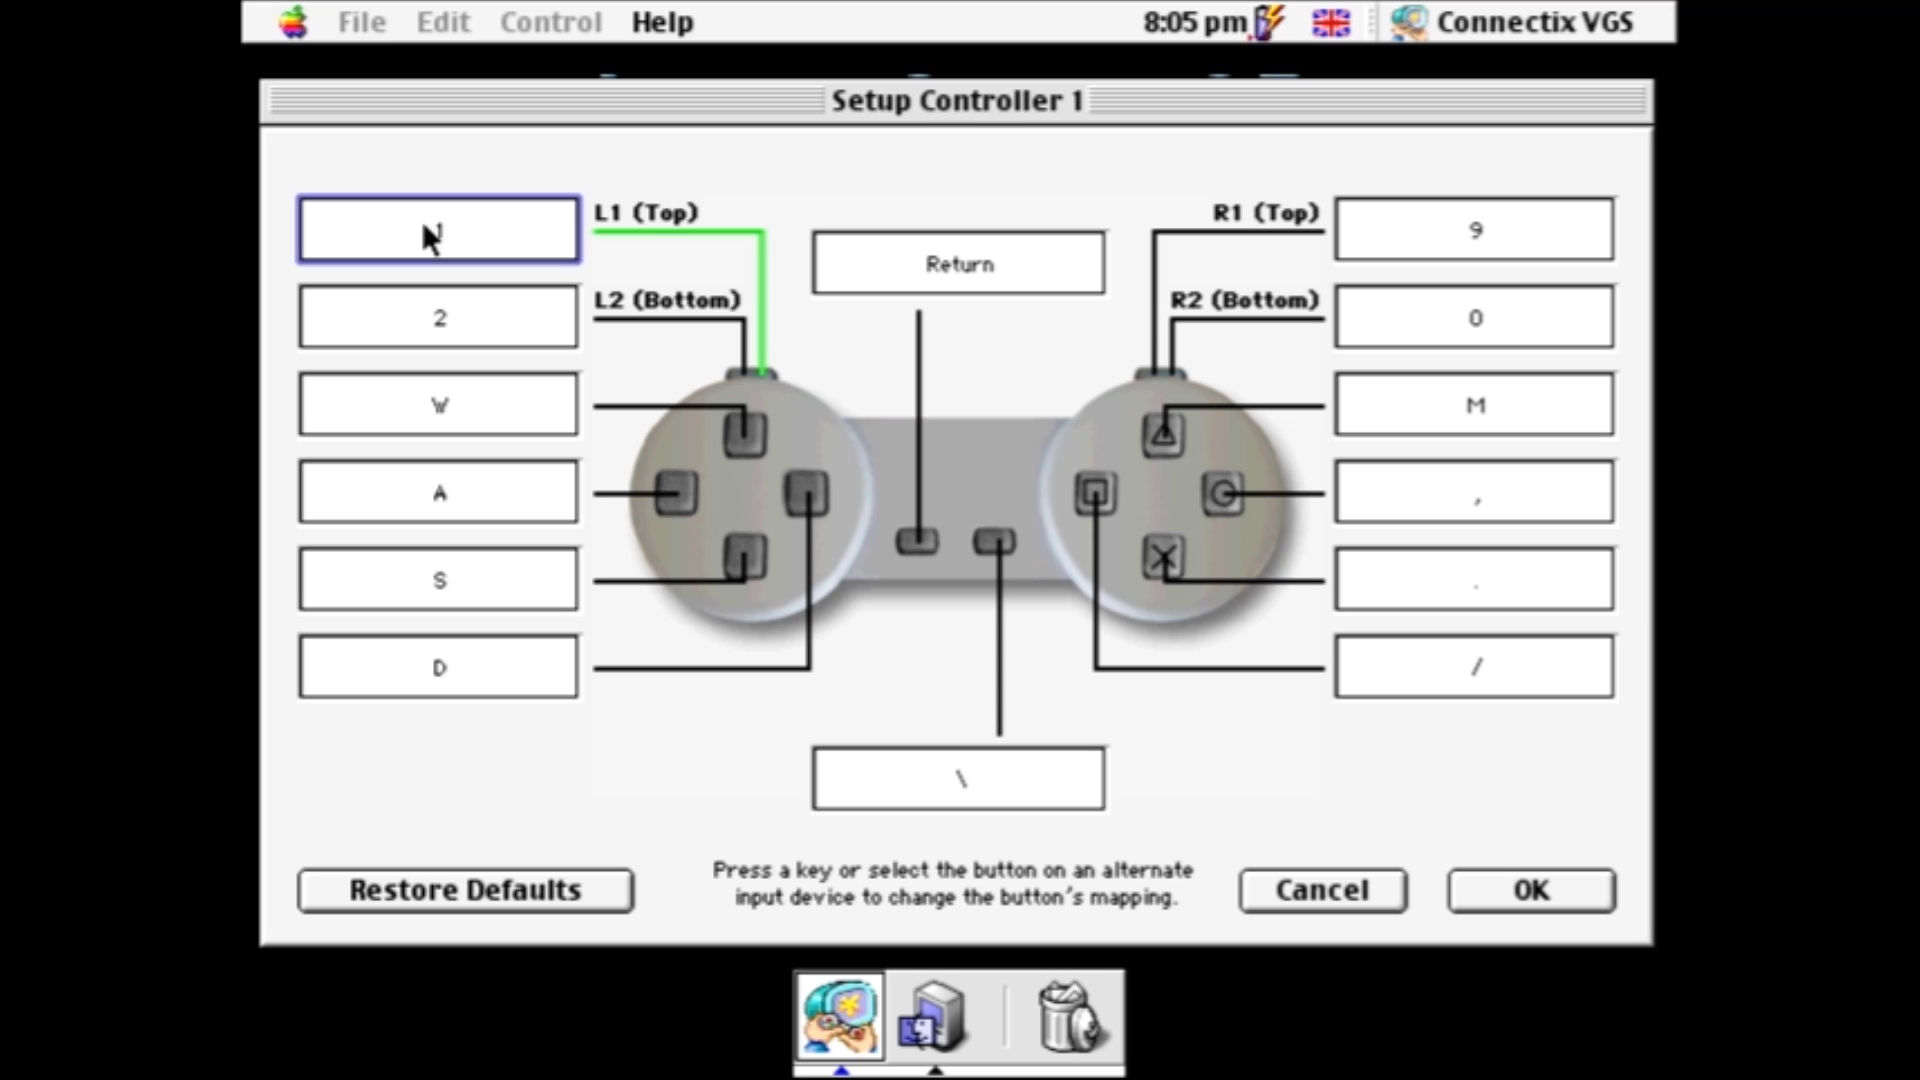 File Edit Control Help 8:05 pm Connectix VGS
Setup Controller 1
1
L1 (Top)
R1 (Top)
9
Return
2
L2 (Bottom)
R2 (Bottom)
0
W
M
A
,
S
.
D
/
\
Restore Defaults
Press a key or select the button on an alternate
input device to change the button's mapping.
Cancel
OK